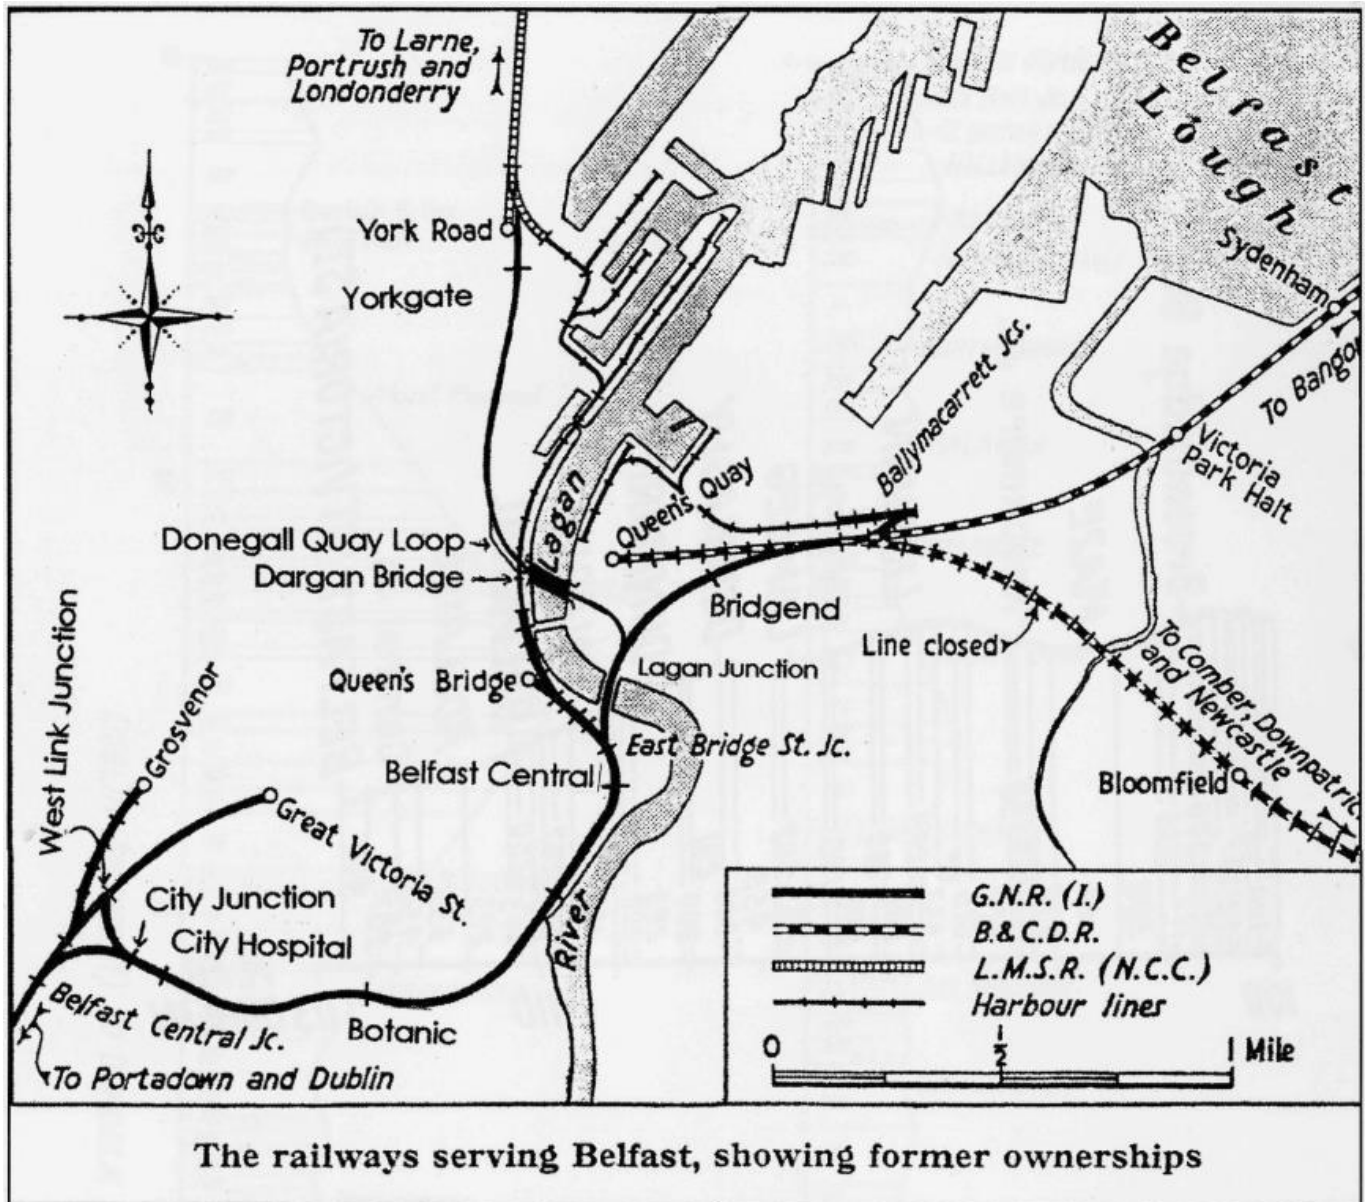 To Larne,
Portrush and
Londonderry
Belfast
Lough
York Road
Yorkgate
Sydenham
To Bangor
Ballymacarrett Jcs.
Victoria
Park Halt
Queen's Quay
Lagan
Donegall Quay Loop
Dargan Bridge
Bridgend
Line closed
To Comber, Downpatric
and Newcastle
Lagan Junction
Queen's Bridge
West Link Junction
Grosvenor
East Bridge St. Jc.
Belfast Central
Bloomfield
Great Victoria St.
City Junction
City Hospital
River
G.N.R. (I.)
B.& C.D.R.
L.M.S.R. (N.C.C.)
Harbour lines
Belfast Central Jc.
Botanic
0 ½ 1 Mile
To Portadown and Dublin
The railways serving Belfast, showing former ownerships